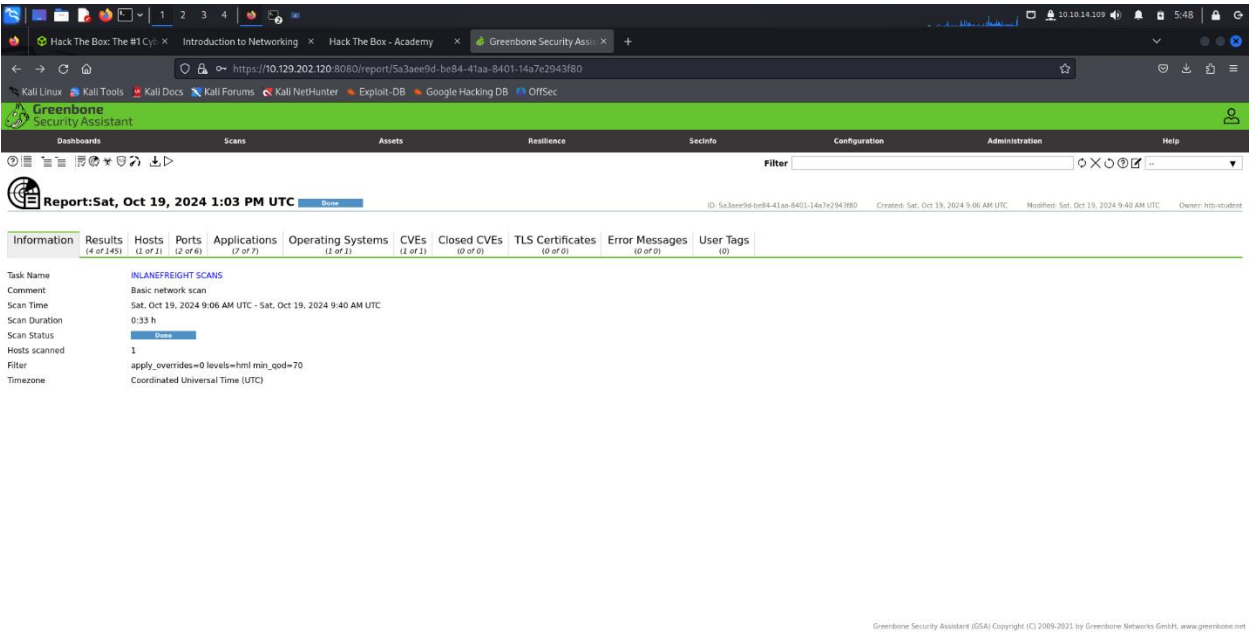 1 2 3 4 10.10.14.109 5:48
Hack The Box: The #1 Cyb Introduction to Networking Hack The Box - Academy Greenbone Security Assis
https://10.129.202.120:8080/report/5a3aee9d-be84-41aa-8401-14a7e2943f80
Kali Linux Kali Tools Kali Docs Kali Forums Kali NetHunter Exploit-DB Google Hacking DB OffSec
Greenbone
Security Assistant
Dashboards Scans Assets Resilience SecInfo Configuration Administration Help
Filter --
Report:Sat, Oct 19, 2024 1:03 PM UTC Done ID: 5a3aee9d-be84-41aa-8401-14a7e2943f80 Created: Sat, Oct 19, 2024 9:06 AM UTC Modified: Sat, Oct 19, 2024 9:40 AM UTC Owner: htb-student
Information Results Hosts Ports Applications Operating Systems CVEs Closed CVEs TLS Certificates Error Messages User Tags
(4 of 145) (1 of 1) (2 of 6) (7 of 7) (1 of 1) (1 of 1) (0 of 0) (0 of 0) (0 of 0) (0)
Task Name INLANEFREIGHT SCANS
Comment Basic network scan
Scan Time Sat, Oct 19, 2024 9:06 AM UTC - Sat, Oct 19, 2024 9:40 AM UTC
Scan Duration 0:33 h
Scan Status Done
Hosts scanned 1
Filter apply_overrides=0 levels=hml min_qod=70
Timezone Coordinated Universal Time (UTC)
Greenbone Security Assistant (GSA) Copyright (C) 2009-2021 by Greenbone Networks GmbH, www.greenbone.net